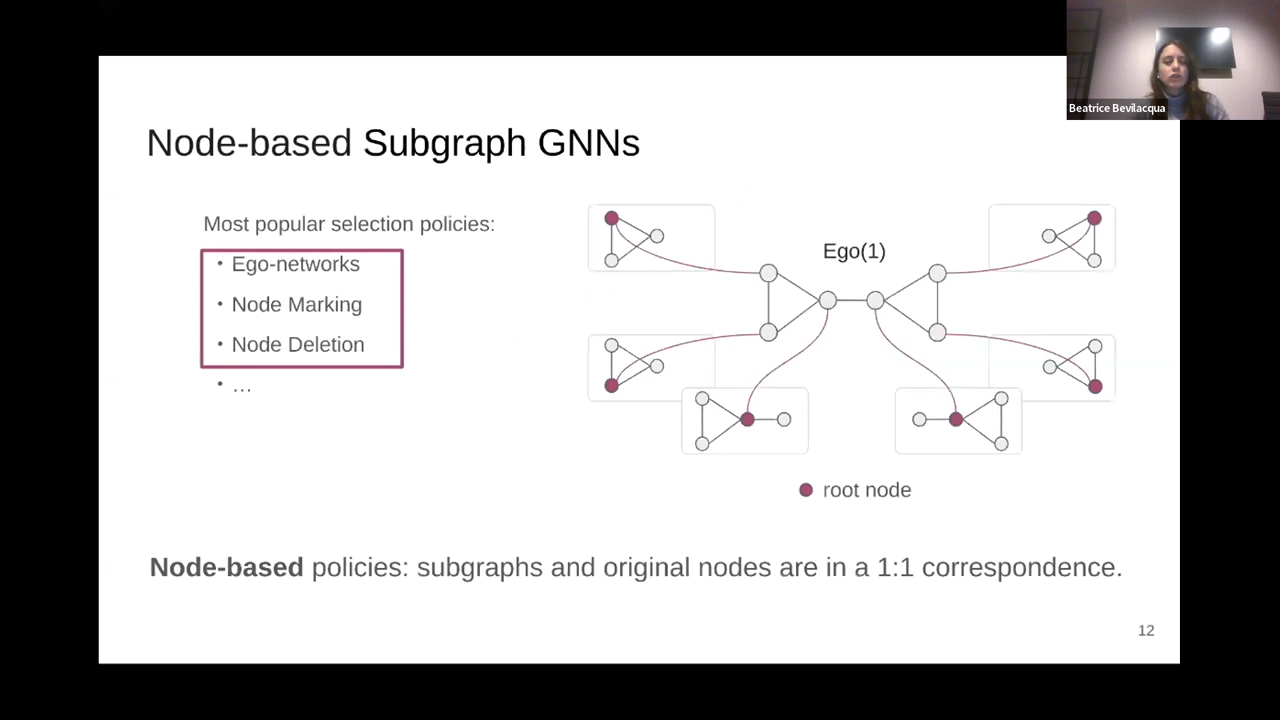 Beatrice Bevilacqua
Node-based Subgraph GNNs
Most popular selection policies:
• Ego-networks
• Node Marking
• Node Deletion
• …
Ego(1)
root node
Node-based policies: subgraphs and original nodes are in a 1:1 correspondence.
12